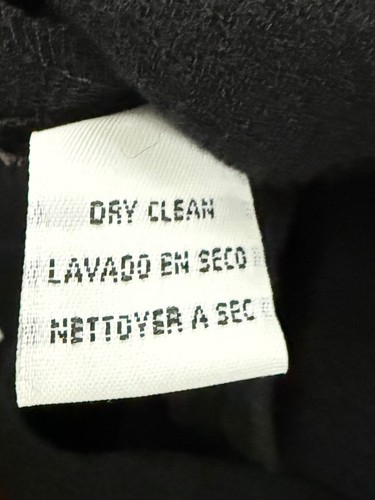 DRY CLEAN
LAVADO EN SECO
NETTOYER A SEC